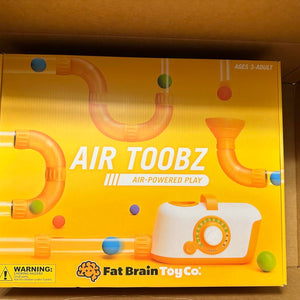 AGES 3-ADULT
AIR TOOBZ
AIR-POWERED PLAY
WARNING:
Fat Brain Toy Co.